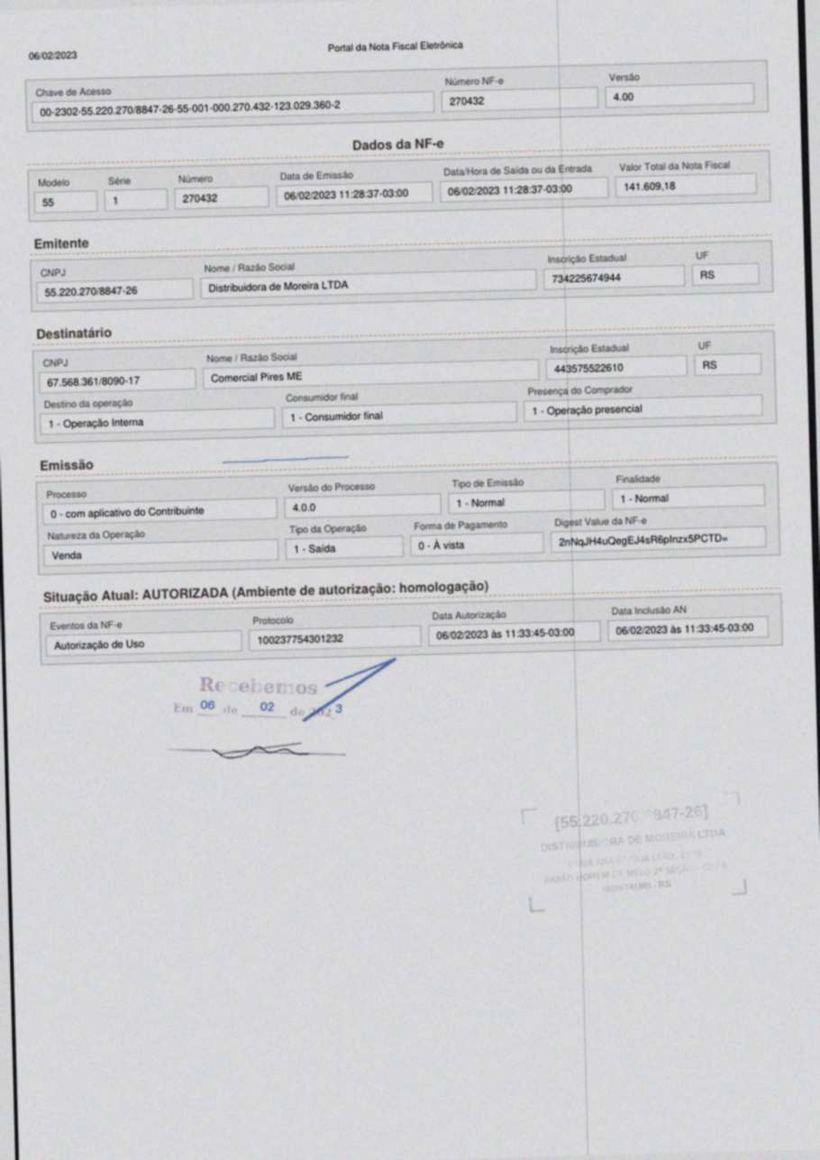 06/02/2023 Portal da Nota Fiscal Eletrônica
Chave de Acesso Número NF-e Versão
00-2302-55.220.270/8847-26-55-001-000.270.432-123.029.360-2 270432 4.00
Dados da NF-e
Modelo Série Número Data de Emissão Data/Hora de Saída ou da Entrada Valor Total da Nota Fiscal
55 1 270432 06/02/2023 11:28:37-03:00 06/02/2023 11:28:37-03:00 141.609,18
Emitente
CNPJ Nome / Razão Social Inscrição Estadual UF
55.220.270/8847-26 Distribuidora de Moreira LTDA 734225674944 RS
Destinatário
CNPJ Nome / Razão Social Inscrição Estadual UF
67.568.361/8090-17 Comercial Pires ME 443575522610 RS
Destino da operação Consumidor final Presença do Comprador
1 - Operação Interna 1 - Consumidor final 1 - Operação presencial
Emissão
Processo Versão do Processo Tipo de Emissão Finalidade
0 - com aplicativo do Contribuinte 4.0.0 1 - Normal 1 - Normal
Natureza da Operação Tipo da Operação Forma de Pagamento Digest Value da NF-e
Venda 1 - Saída 0 - À vista 2nNqJH4uQegEJ4sR6pInzx5PCTD=
Situação Atual: AUTORIZADA (Ambiente de autorização: homologação)
Eventos da NF-e Protocolo Data Autorização Data Inclusão AN
Autorização de Uso 100237754301232 06/02/2023 às 11:33:45-03:00 06/02/2023 às 11:33:45-03:00
Recebemos
Em 06 de 02 de 2023
[55.220.270 847-26]
DISTRIBUIDORA DE MOREIRA LTDA
- RS